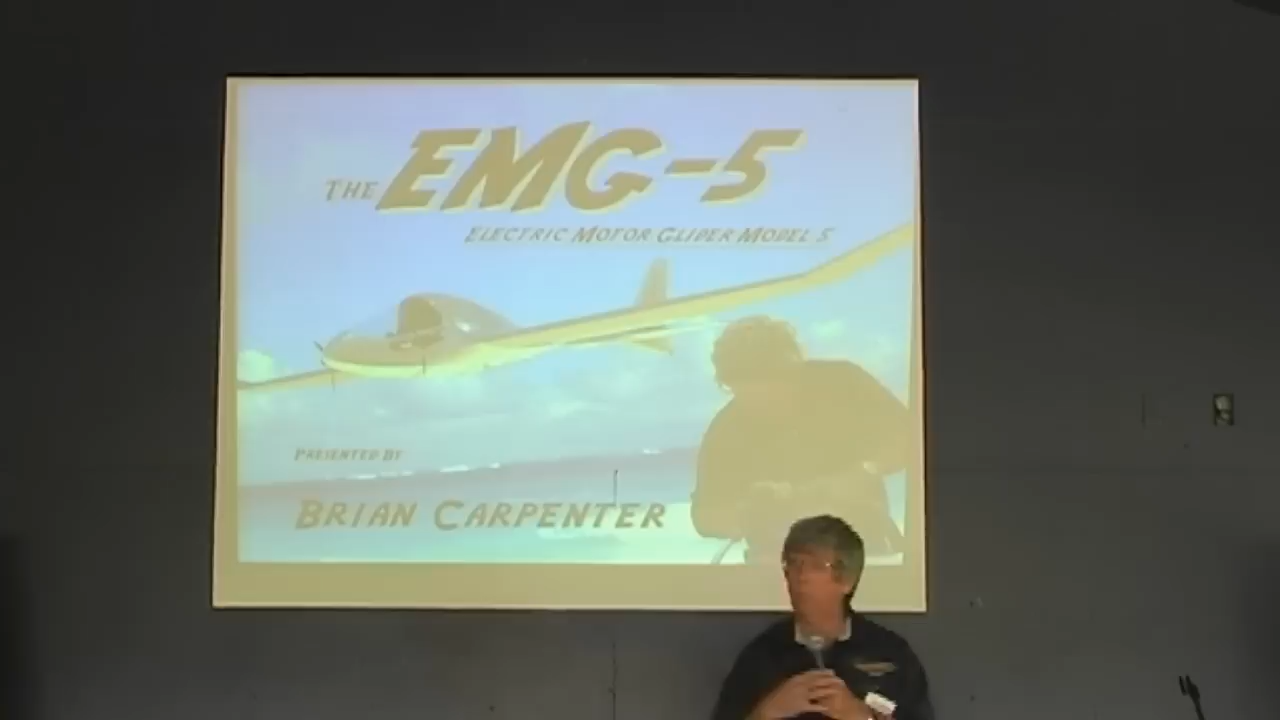 THE EMG-5
ELECTRIC MOTOR GLIDER MODEL 5
PRESENTED BY
BRIAN CARPENTER